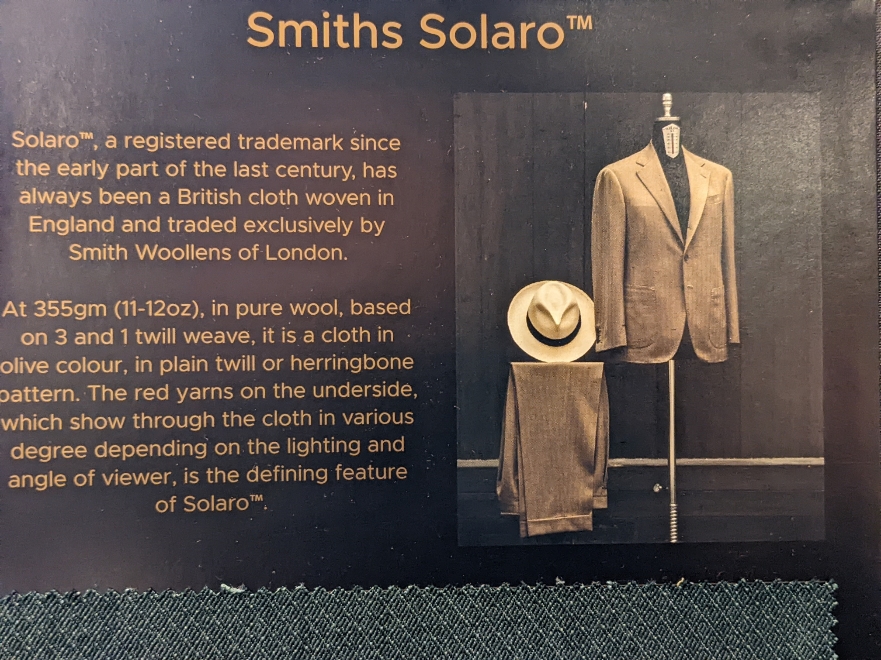 Smiths Solaro™
Solaro™, a registered trademark since
the early part of the last century, has
always been a British cloth woven in
England and traded exclusively by
Smith Woollens of London.
At 355gm (11-12oz), in pure wool, based
on 3 and 1 twill weave, it is a cloth in
olive colour, in plain twill or herringbone
pattern. The red yarns on the underside,
which show through the cloth in various
degree depending on the lighting and
angle of viewer, is the defining feature
of Solaro™.